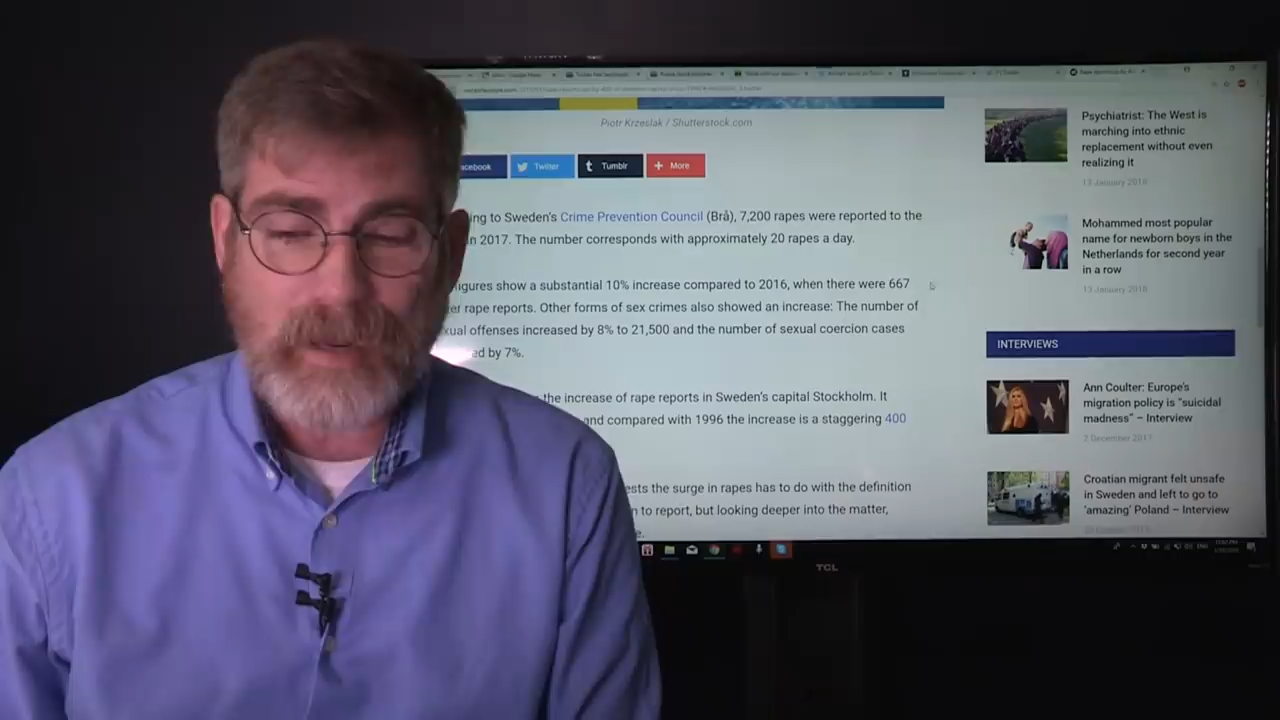 Piotr Krzeslak / Shutterstock.com
acebook
Twitter
Tumblr
More
ing to Sweden's Crime Prevention Council (Brå), 7,200 rapes were reported to the
n 2017. The number corresponds with approximately 20 rapes a day.
igures show a substantial 10% increase compared to 2016, when there were 667
er rape reports. Other forms of sex crimes also showed an increase: The number of
xual offenses increased by 8% to 21,500 and the number of sexual coercion cases
ed by 7%.
the increase of rape reports in Sweden's capital Stockholm. It
and compared with 1996 the increase is a staggering 400
ests the surge in rapes has to do with the definition
n to report, but looking deeper into the matter,
e.
Psychiatrist: The West is
marching into ethnic
replacement without even
realizing it
13 January 2018
Mohammed most popular
name for newborn boys in the
Netherlands for second year
in a row
13 January 2018
INTERVIEWS
Ann Coulter: Europe's
migration policy is "suicidal
madness" – Interview
2 December 2017
Croatian migrant felt unsafe
in Sweden and left to go to
'amazing' Poland – Interview
TCL